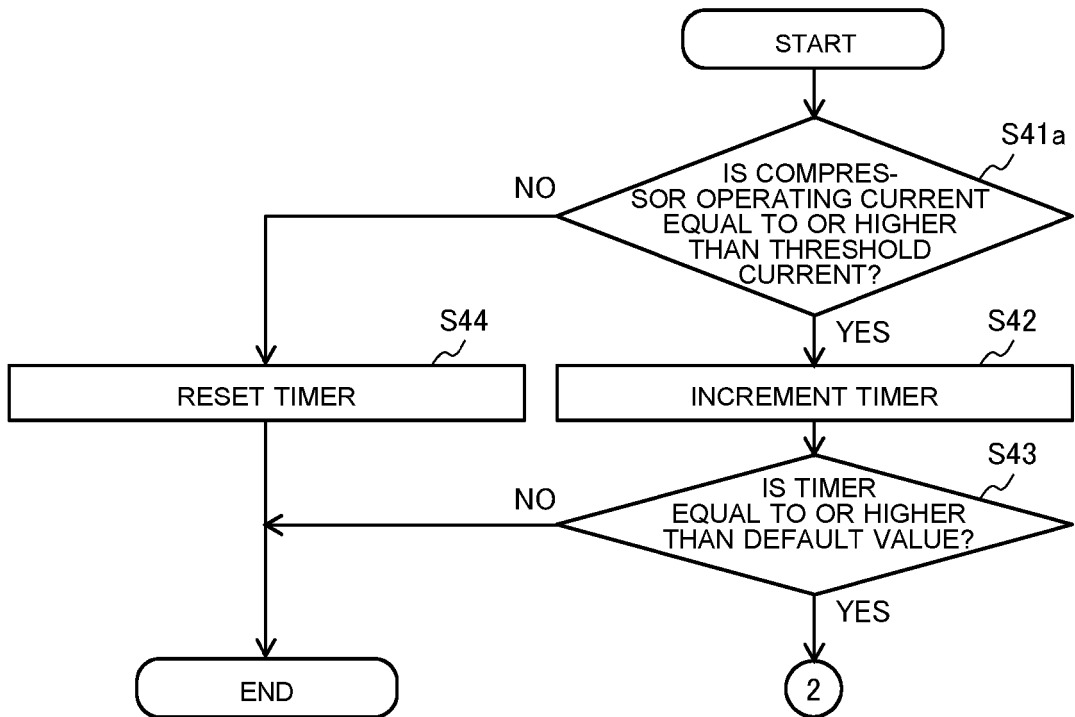 START
S41a
IS COMPRES-
SOR OPERATING CURRENT
EQUAL TO OR HIGHER
THAN THRESHOLD
CURRENT?
NO
YES
S44
RESET TIMER
S42
INCREMENT TIMER
S43
IS TIMER
EQUAL TO OR HIGHER
THAN DEFAULT VALUE?
NO
YES
END
2